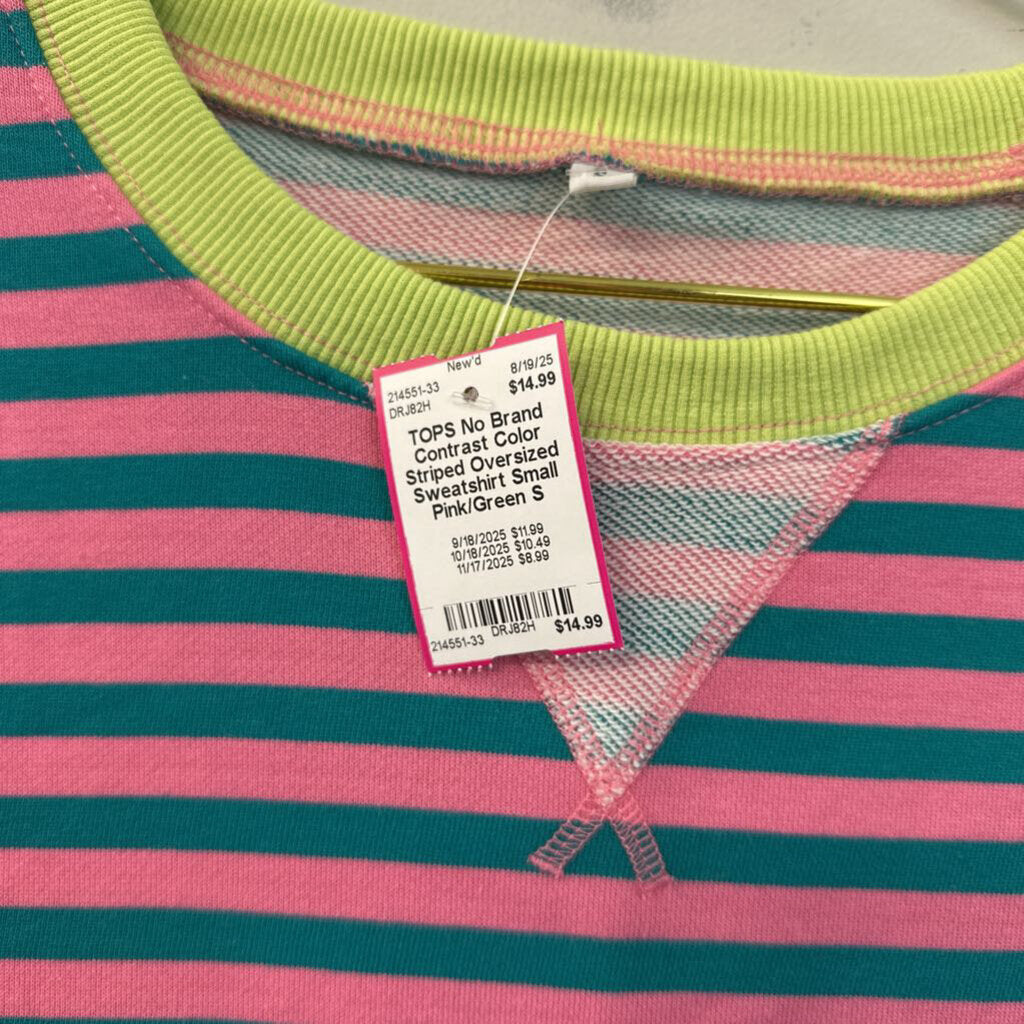 New'd
214551-33 8/19/25
DRJ82H $14.99
TOPS No Brand
Contrast Color
Striped Oversized
Sweatshirt Small
Pink/Green S
9/18/2025 $11.99
10/18/2025 $10.49
11/17/2025 $8.99
214551-33 DRJ82H $14.99